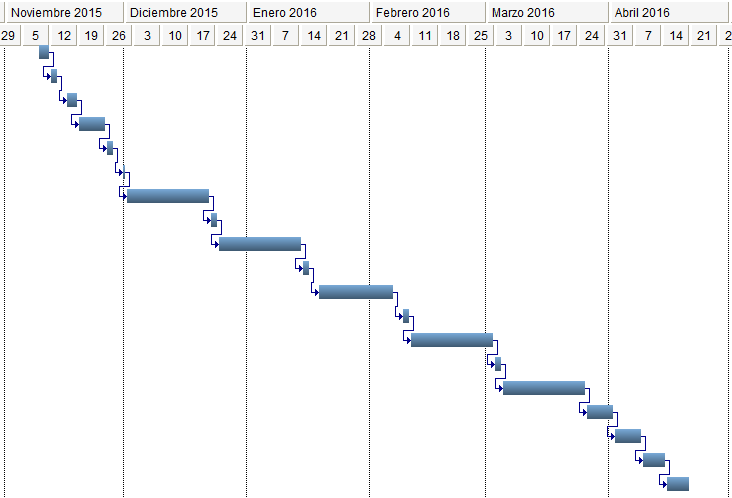 Noviembre 2015 Diciembre 2015 Enero 2016 Febrero 2016 Marzo 2016 Abril 2016
29 5 12 19 26 3 10 17 24 31 7 14 21 28 4 11 18 25 3 10 17 24 31 7 14 21 2